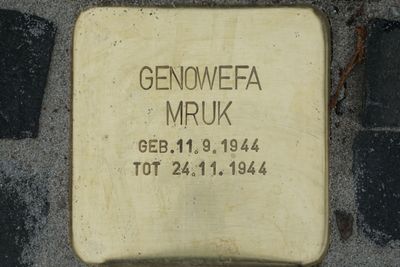 GENOWEFA
MRUK
GEB. 11. 9. 1944
TOT 24. 11. 1944